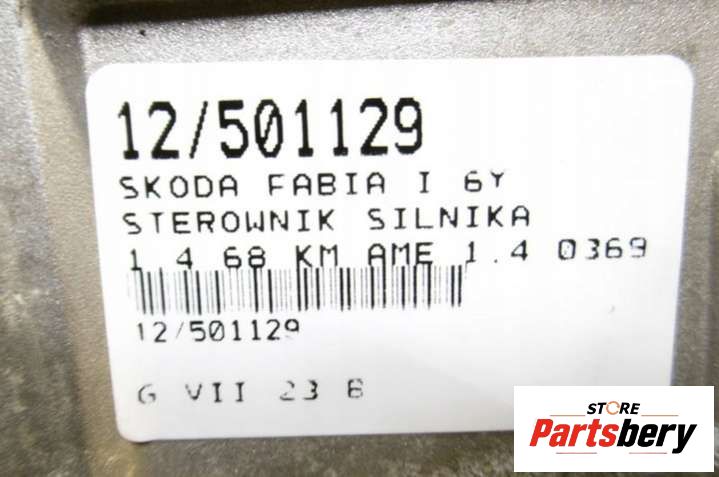 12/501129
SKODA FABIA I 6Y
STEROWNIK SILNIKA
1 4 68 KM AME 1.4 0369
12/501129
G VII 23 B
STORE
Partsbery